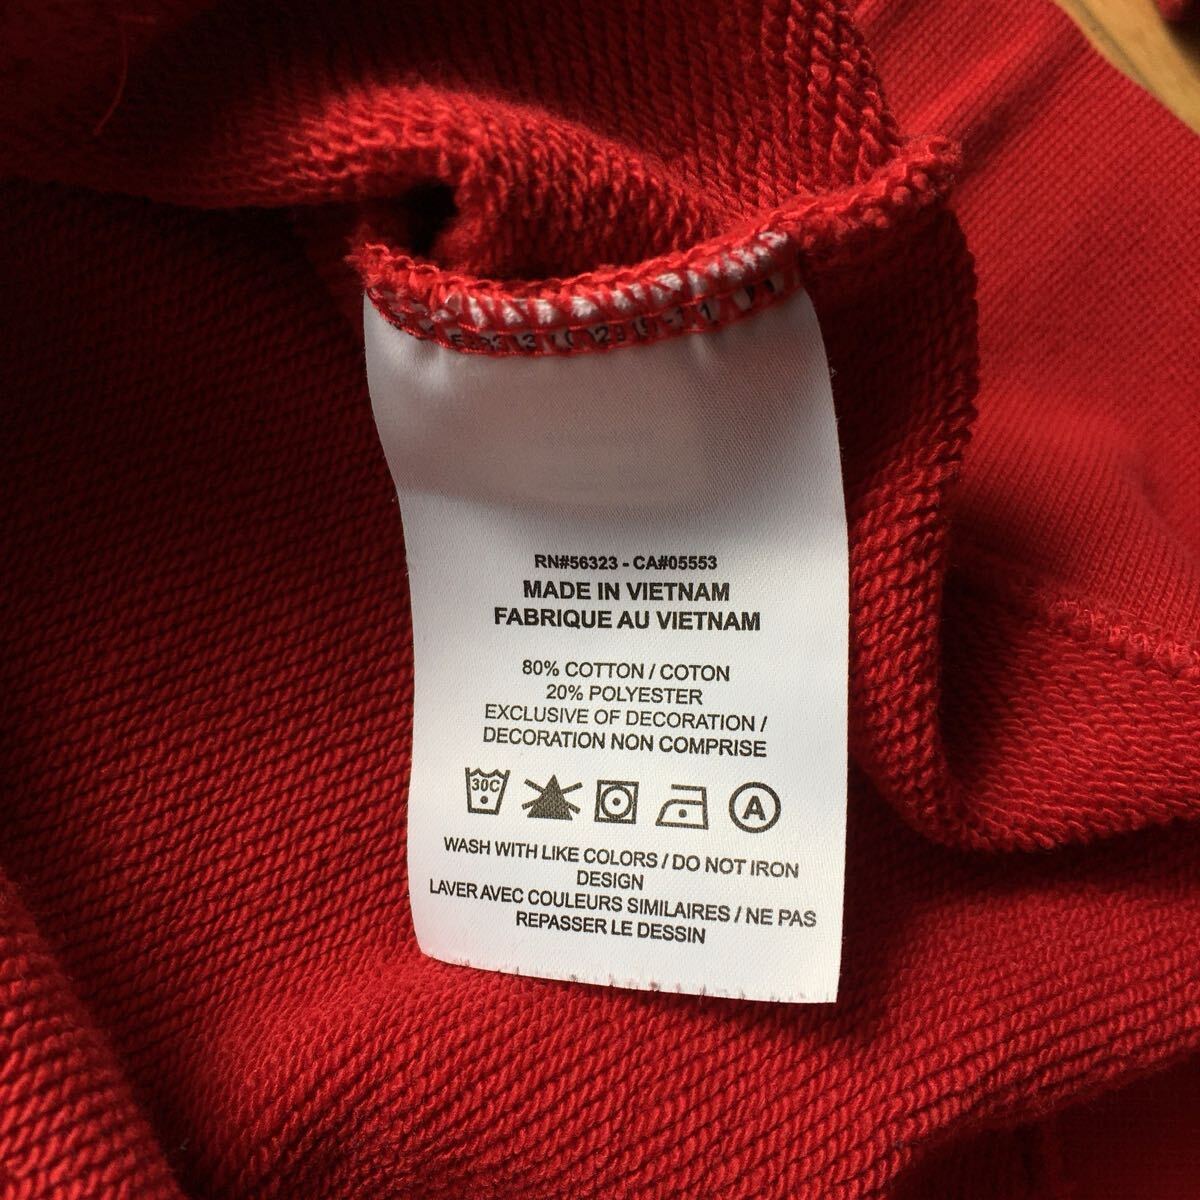 RN#56323 - CA#05553
MADE IN VIETNAM
FABRIQUE AU VIETNAM
80% COTTON / COTON
20% POLYESTER
EXCLUSIVE OF DECORATION /
DECORATION NON COMPRISE
30C
A
WASH WITH LIKE COLORS / DO NOT IRON
DESIGN
LAVER AVEC COULEURS SIMILAIRES / NE PAS
REPASSER LE DESSIN